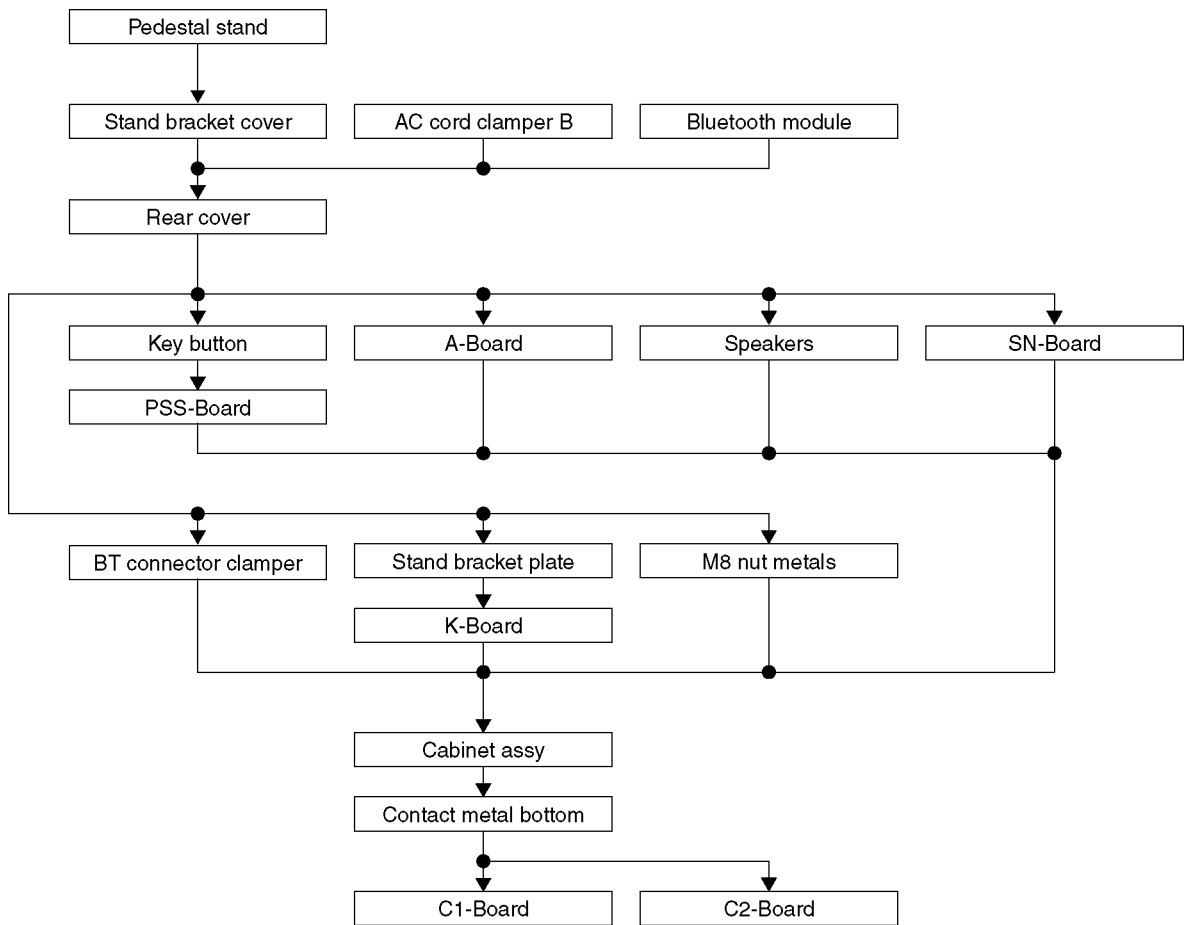 Pedestal stand
Stand bracket cover
AC cord clamper B
Bluetooth module
Rear cover
Key button
A-Board
Speakers
SN-Board
PSS-Board
BT connector clamper
Stand bracket plate
M8 nut metals
K-Board
Cabinet assy
Contact metal bottom
C1-Board
C2-Board